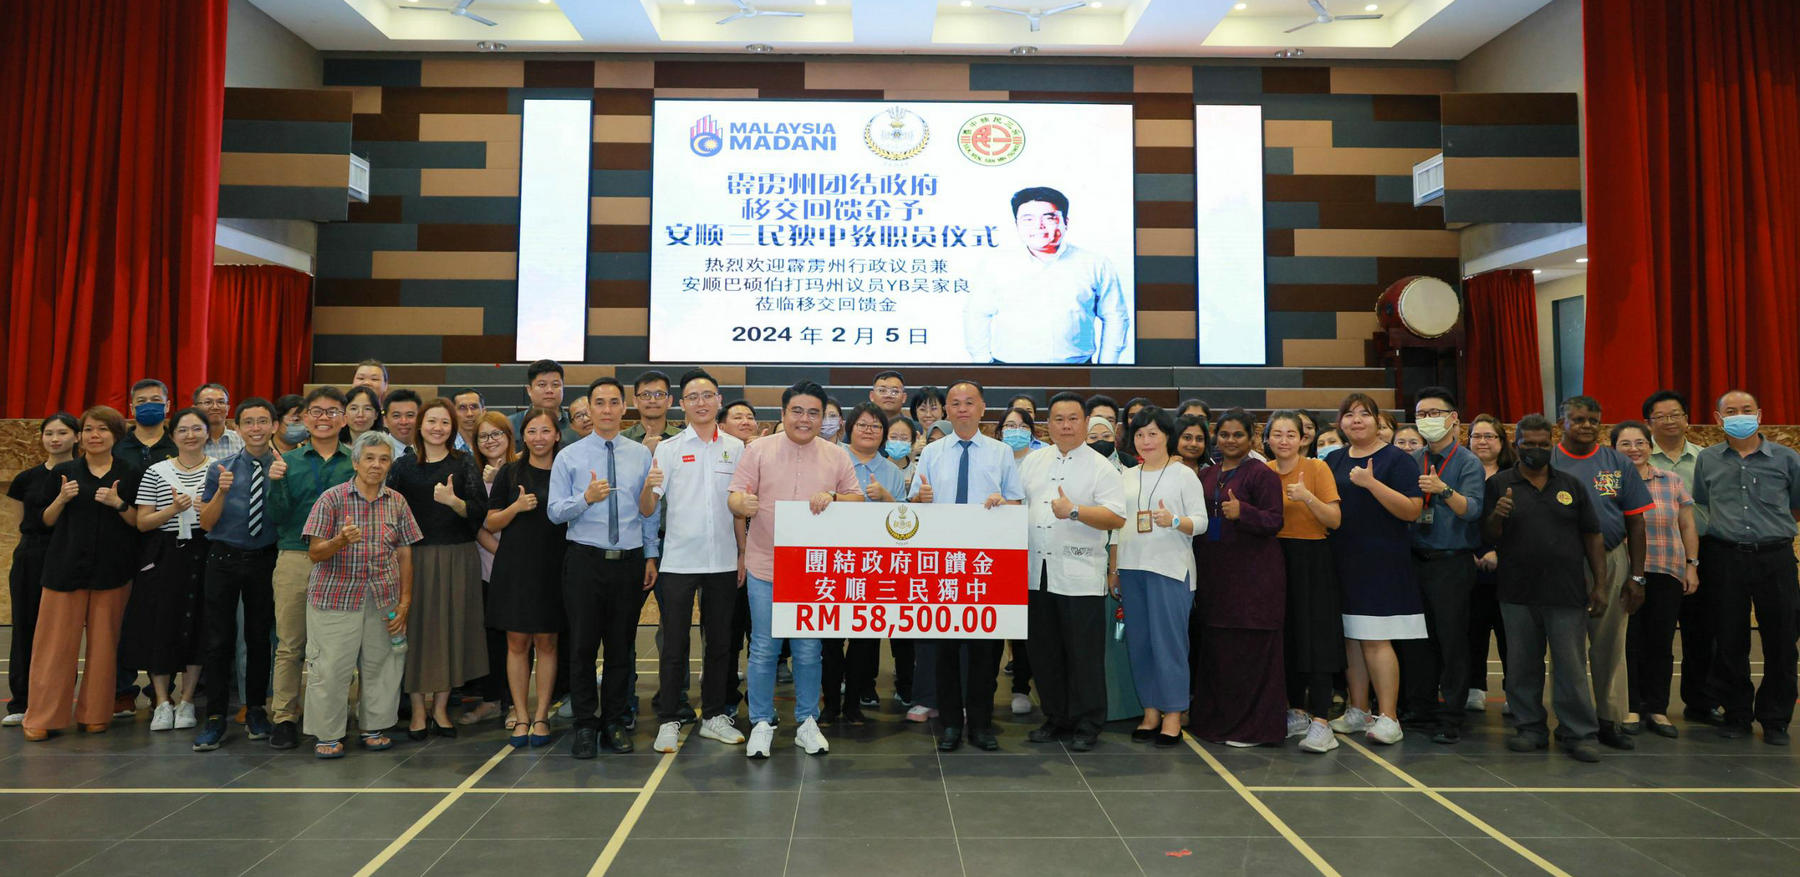 MALAYSIA
MADANI
霹雳州团结政府
移交回馈金予
安顺三民独中教职员仪式
热烈欢迎霹雳州行政议员兼
安顺巴硕伯打玛州议员YB吴家良
莅临移交回馈金
2024 年 2 月 5 日
團結政府回饋金
安順三民獨中
RM 58,500.00